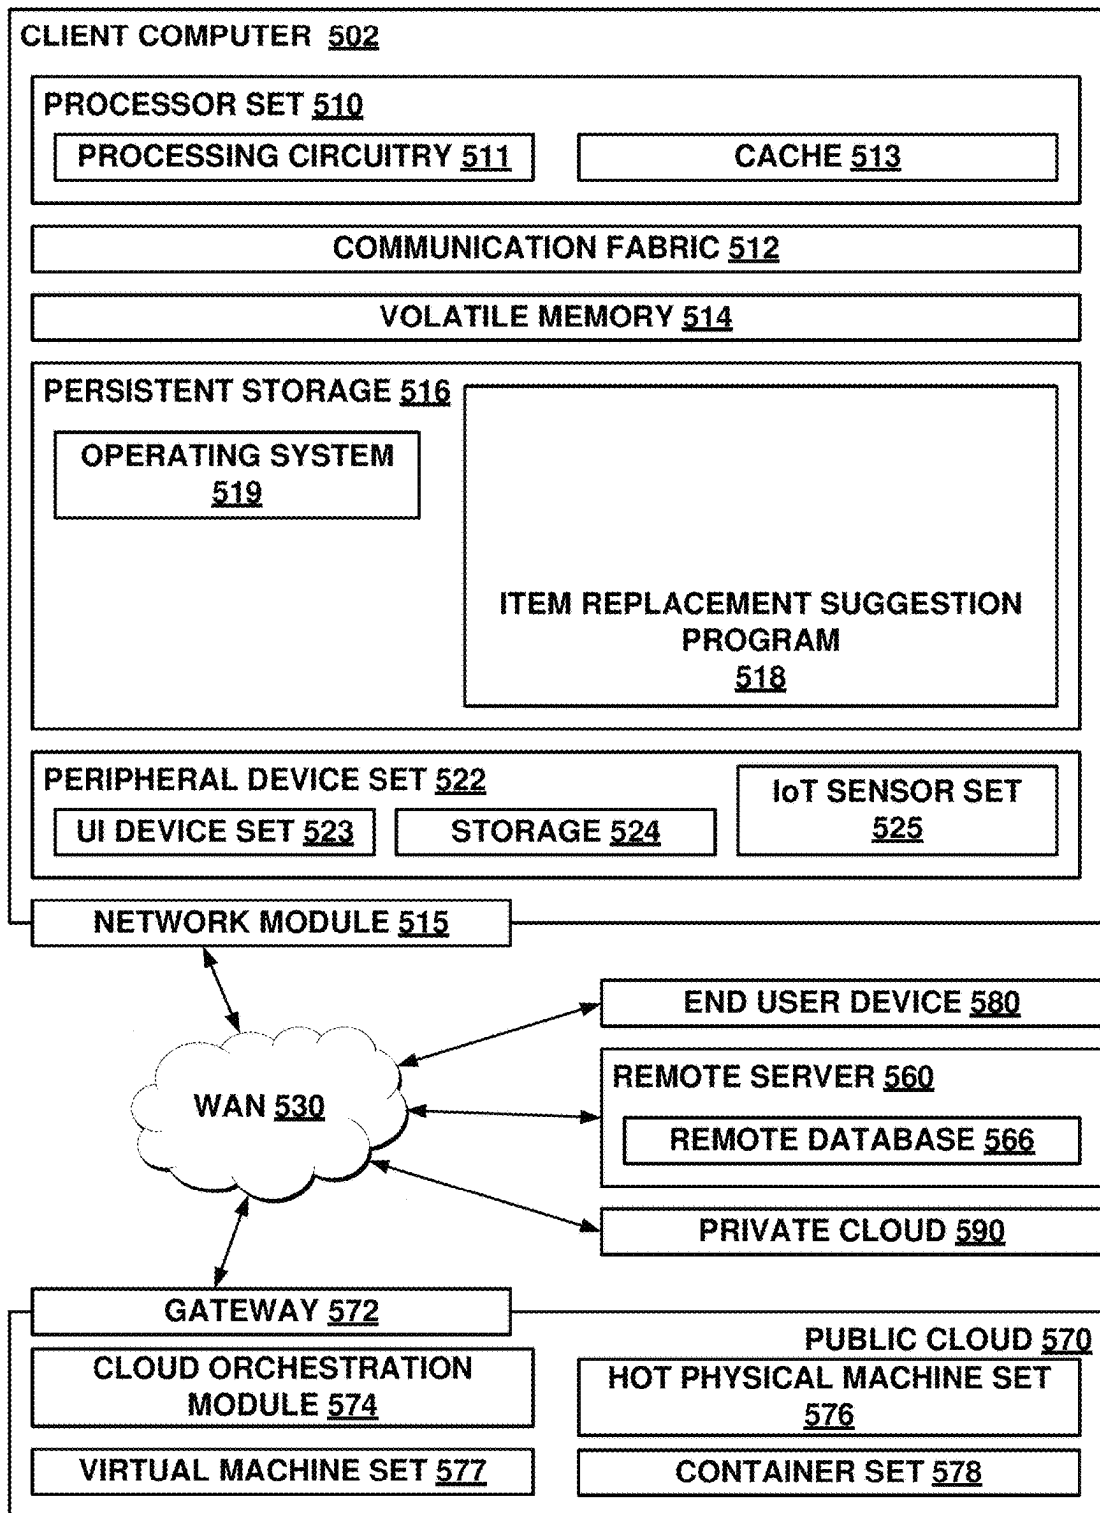 CLIENT COMPUTER 502
PROCESSOR SET 510
PROCESSING CIRCUITRY 511
CACHE 513
COMMUNICATION FABRIC 512
VOLATILE MEMORY 514
PERSISTENT STORAGE 516
OPERATING SYSTEM
519
ITEM REPLACEMENT SUGGESTION
PROGRAM
518
PERIPHERAL DEVICE SET 522
UI DEVICE SET 523
STORAGE 524
IoT SENSOR SET
525
NETWORK MODULE 515
END USER DEVICE 580
REMOTE SERVER 560
WAN 530
REMOTE DATABASE 566
PRIVATE CLOUD 590
GATEWAY 572
PUBLIC CLOUD 570
CLOUD ORCHESTRATION
MODULE 574
HOT PHYSICAL MACHINE SET
576
VIRTUAL MACHINE SET 577
CONTAINER SET 578